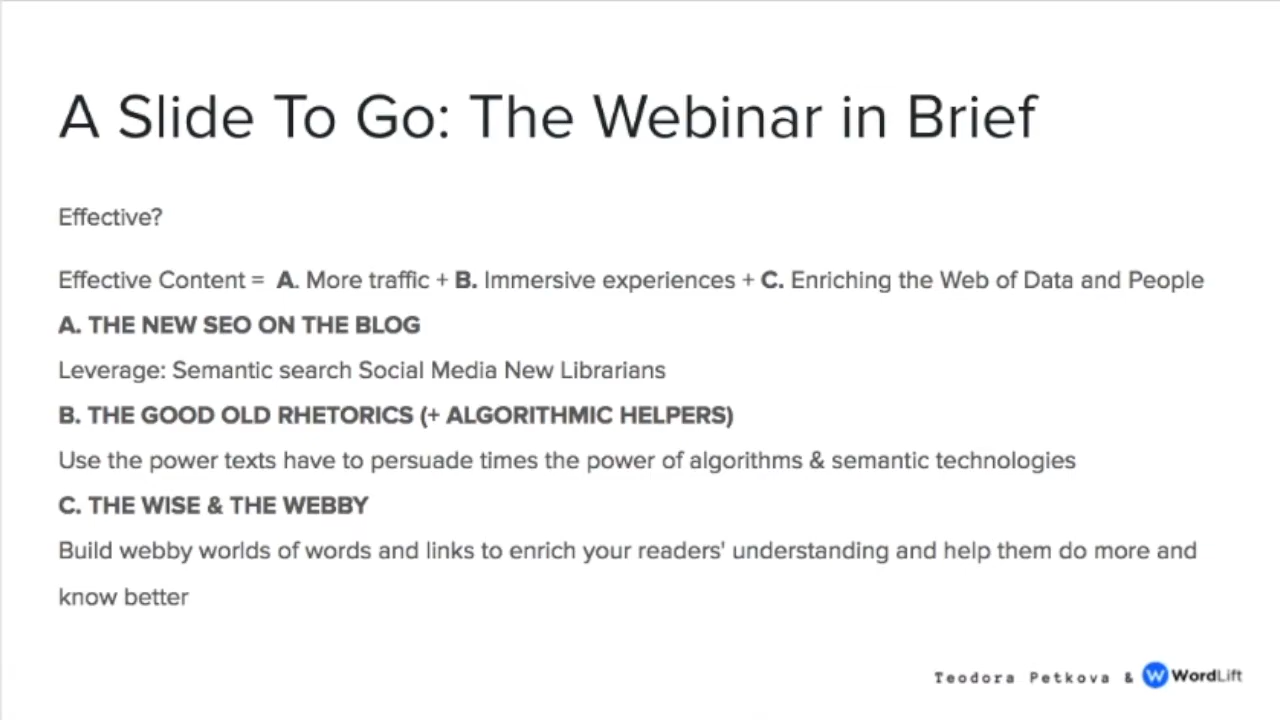 A Slide To Go: The Webinar in Brief
Effective?
Effective Content = A. More traffic + B. Immersive experiences + C. Enriching the Web of Data and People
A. THE NEW SEO ON THE BLOG
Leverage: Semantic search Social Media New Librarians
B. THE GOOD OLD RHETORICS (+ ALGORITHMIC HELPERS)
Use the power texts have to persuade times the power of algorithms & semantic technologies
C. THE WISE & THE WEBBY
Build webby worlds of words and links to enrich your readers' understanding and help them do more and
know better
Teodora Petkova & W WordLift